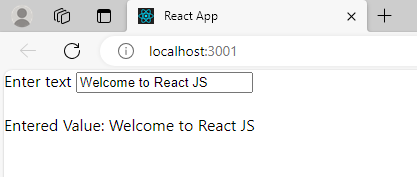 React App
localhost:3001
Enter text Welcome to React JS
Entered Value: Welcome to React JS